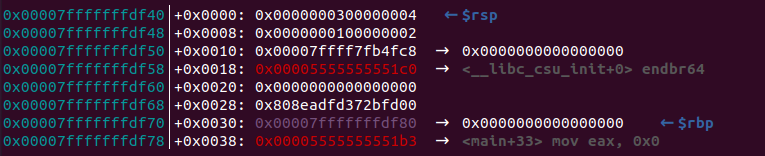 0x00007fffffffdf40│+0x0000: 0x0000000300000004 ←$rsp
0x00007fffffffdf48│+0x0008: 0x0000000100000002
0x00007fffffffdf50│+0x0010: 0x00007ffff7fb4fc8 → 0x0000000000000000
0x00007fffffffdf58│+0x0018: 0x00005555555551c0 → <__libc_csu_init+0> endbr64
0x00007fffffffdf60│+0x0020: 0x0000000000000000
0x00007fffffffdf68│+0x0028: 0x808eadfd372bfd00
0x00007fffffffdf70│+0x0030: 0x00007fffffffdf80 → 0x0000000000000000 ←$rbp
0x00007fffffffdf78│+0x0038: 0x00005555555551b3 → <main+33> mov eax, 0x0